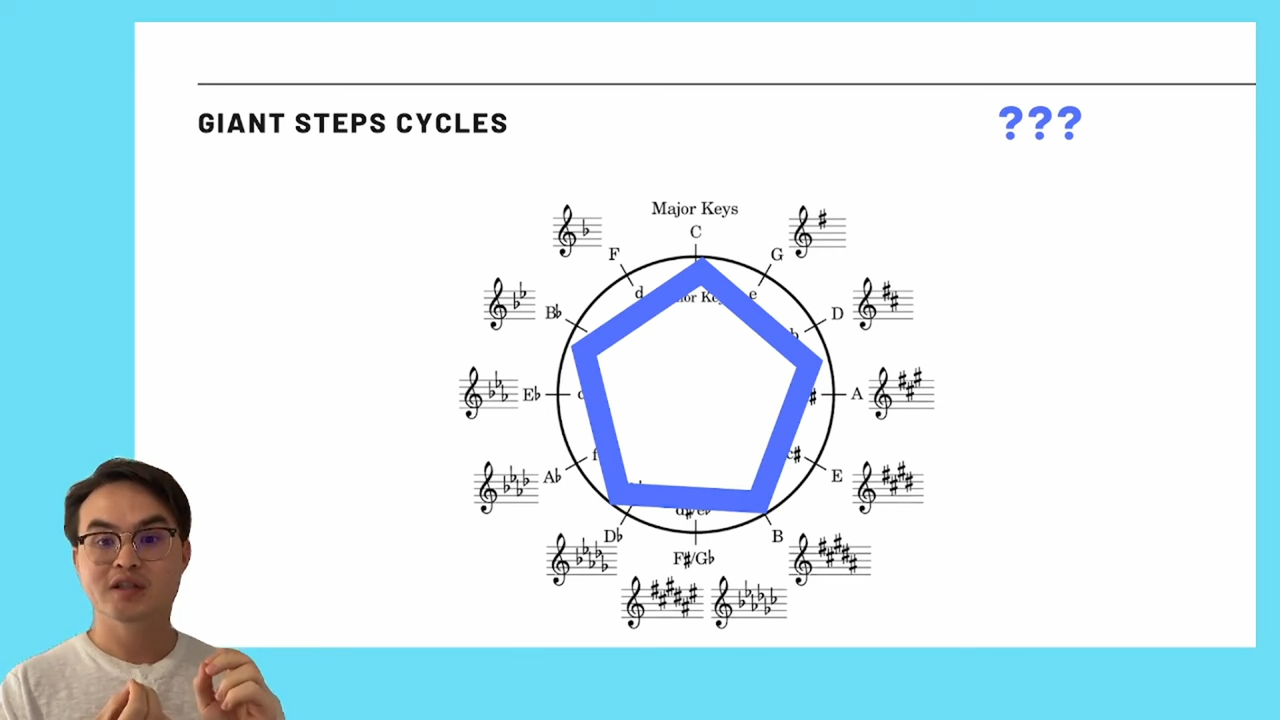 GIANT STEPS CYCLES
???
Major Keys
C
F
G
d
e
B♭
D
E♭
A
A♭
f
c♯
E
D♭
B
F♯/G♭